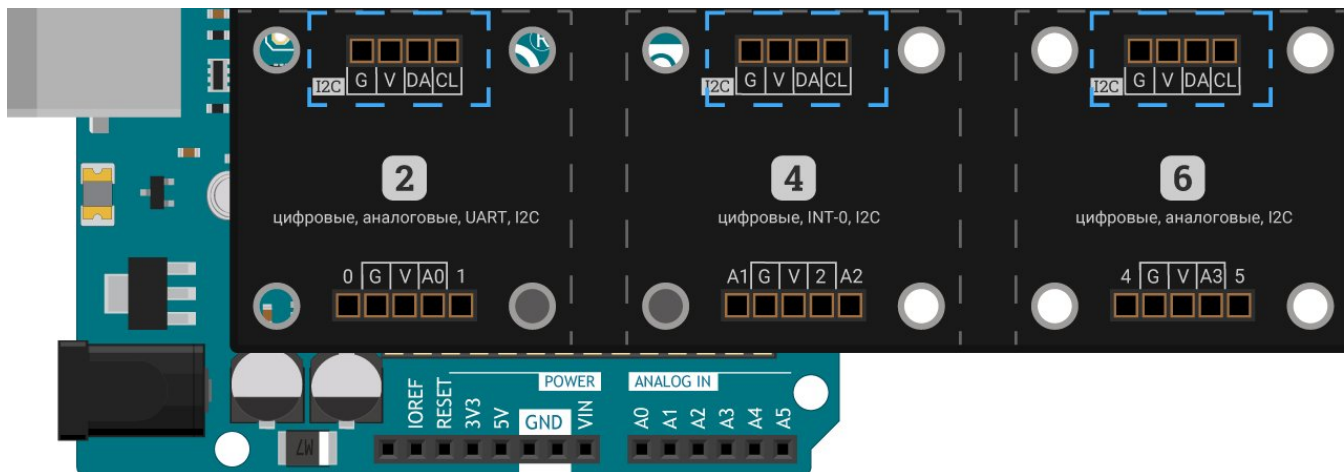 R
I2C G V DA CL
I2C G V DA CL
I2C G V DA CL
2
цифровые, аналоговые, UART, I2C
4
цифровые, INT-0, I2C
6
цифровые, аналоговые, I2C
0 G V A0 1
A1 G V 2 A2
4 G V A3 5
POWER
ANALOG IN
IOREF RESET 3V3 5V GND VIN
A0 A1 A2 A3 A4 A5
M7